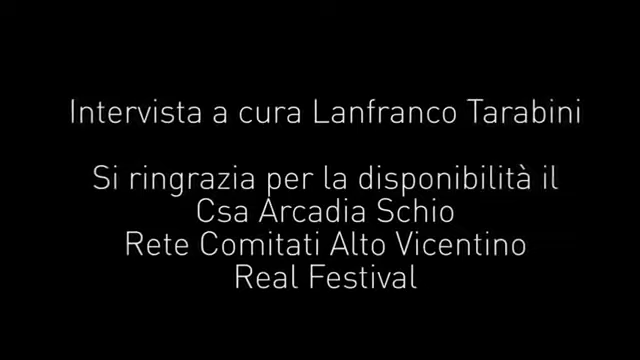 Intervista a cura Lanfranco Tarabini
Si ringrazia per la disponibilità il
Csa Arcadia Schio
Rete Comitati Alto Vicentino
Real Festival